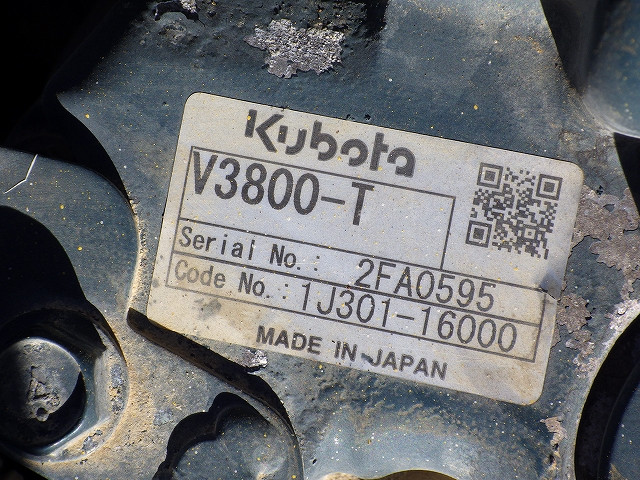 Kubota
V3800-T
Serial No.: 2FA0595
Code No.: 1J301-16000
MADE IN JAPAN